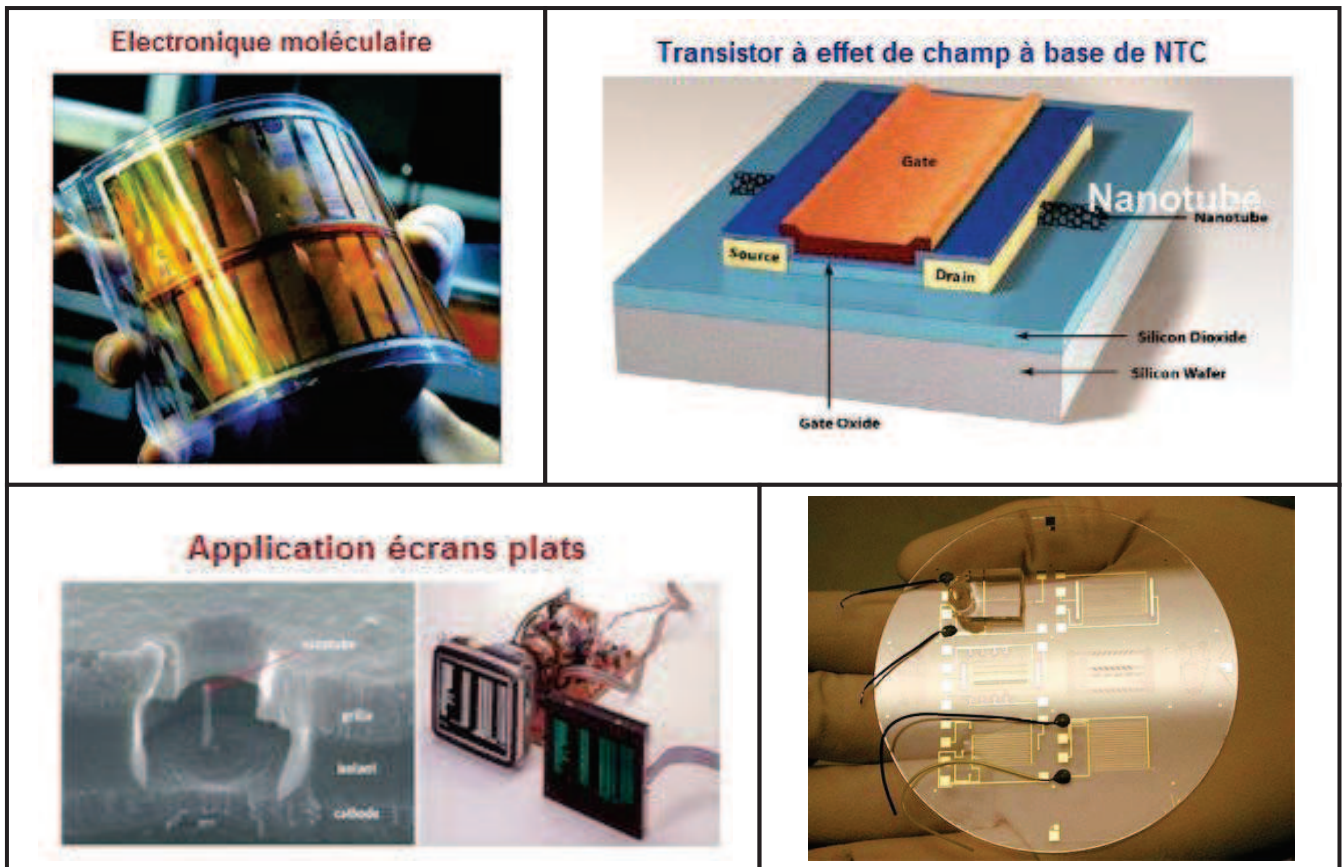 Electronique moléculaire
Transistor à effet de champ à base de NTC
Gate
Nanotube
Nanotube
Source
Drain
Silicon Dioxide
Silicon Wafer
Gate Oxide
Application écrans plats
nanotube
grille
isolant
cathode